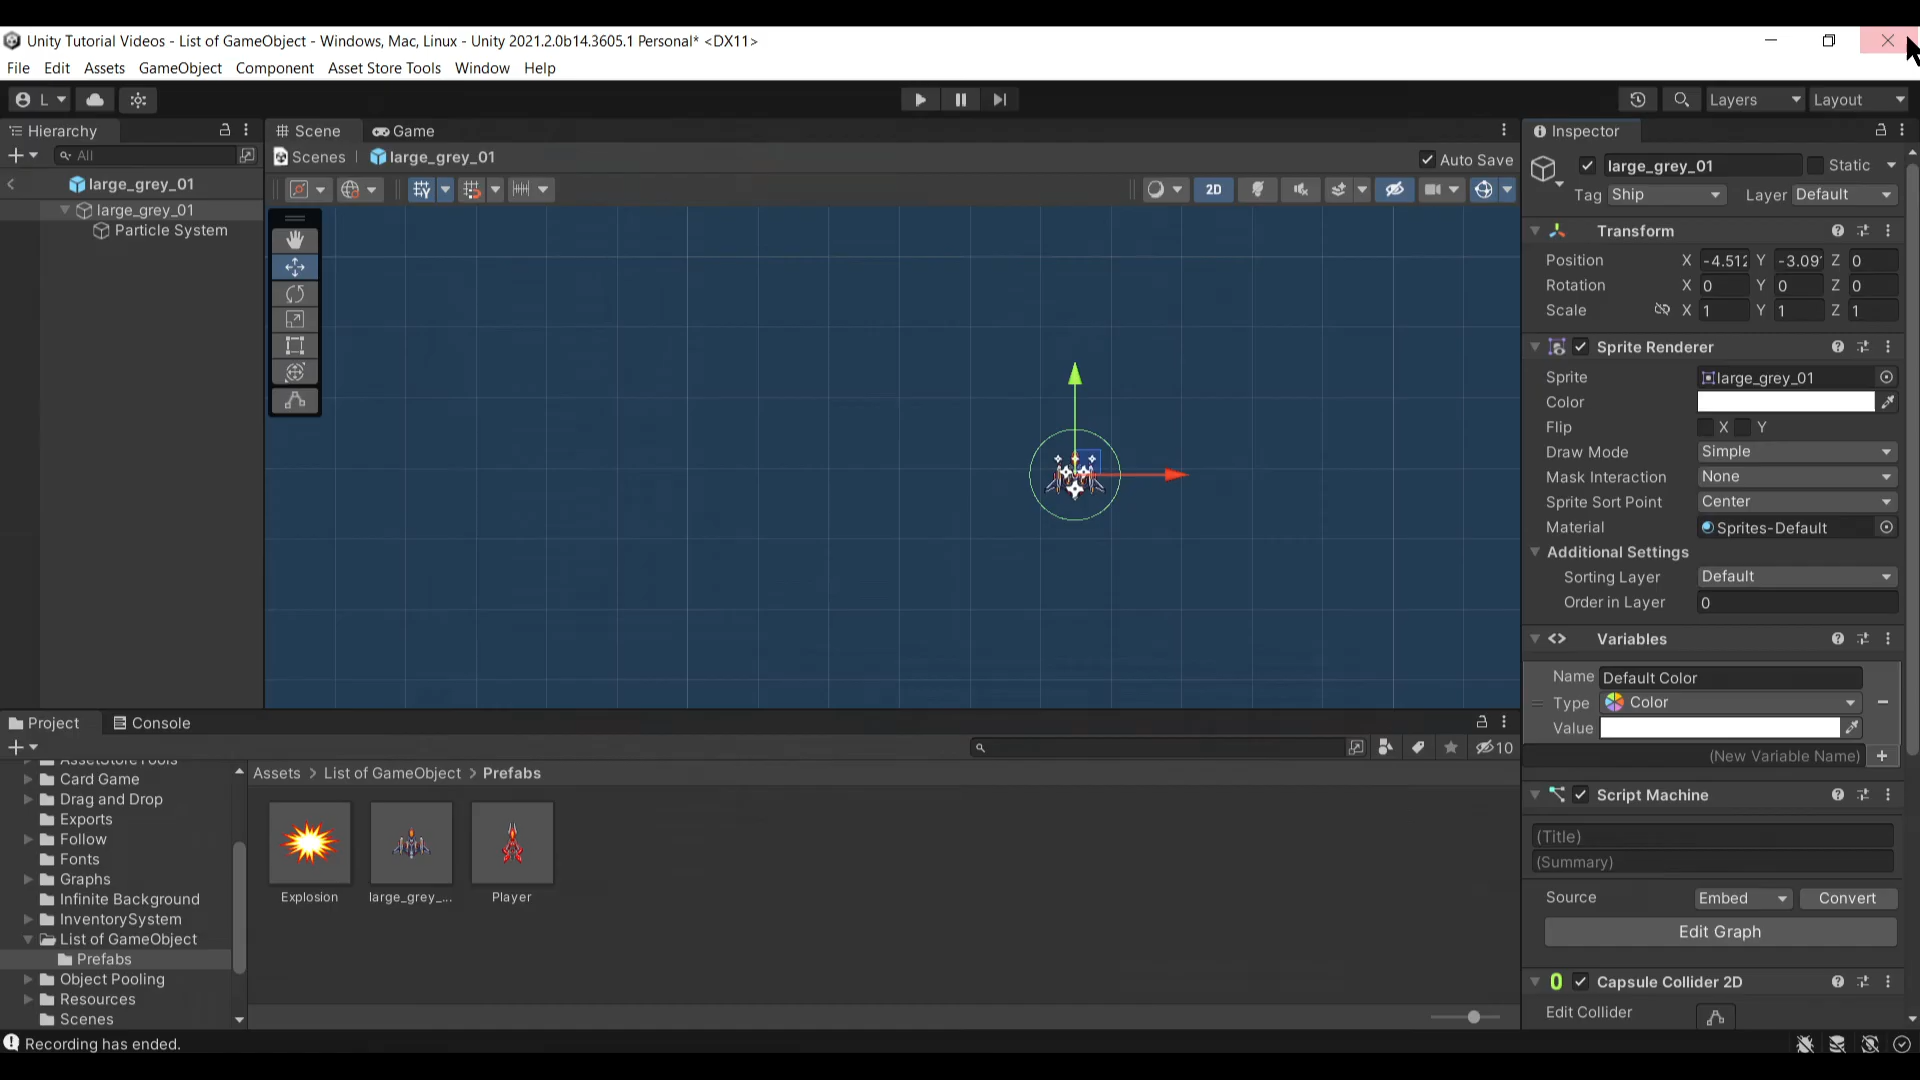 Unity Tutorial Videos - List of GameObject - Windows, Mac, Linux - Unity 2021.2.0b14.3605.1 Personal* <DX11>
File Edit Assets GameObject Component Asset Store Tools Window Help
L Layers Layout
Hierarchy
All
large_grey_01
large_grey_01
Particle System
Scene Game
Scenes large_grey_01 Auto Save
2D
Inspector
large_grey_01 Static
Tag Ship Layer Default
Transform
Position X -4.512 Y -3.09 Z 0
Rotation X 0 Y 0 Z 0
Scale X 1 Y 1 Z 1
Sprite Renderer
Sprite large_grey_01
Color
Flip X Y
Draw Mode Simple
Mask Interaction None
Sprite Sort Point Center
Material Sprites-Default
Additional Settings
Sorting Layer Default
Order in Layer 0
Variables
Name Default Color
Type Color
Value
(New Variable Name)
Script Machine
(Title)
(Summary)
Source Embed Convert
Edit Graph
Capsule Collider 2D
Edit Collider
Project Console
10
Card Game
Drag and Drop
Exports
Follow
Fonts
Graphs
Infinite Background
InventorySystem
List of GameObject
Prefabs
Object Pooling
Resources
Scenes
Assets > List of GameObject > Prefabs
Explosion large_grey_... Player
Recording has ended.